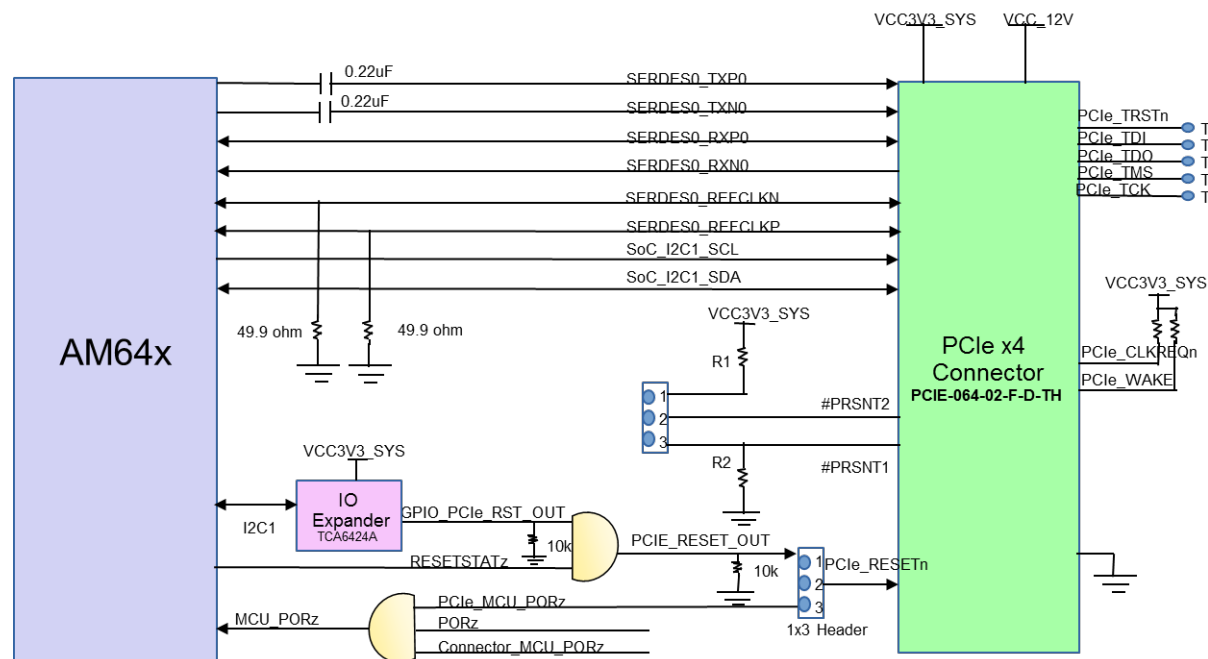 VCC3V3_SYS
VCC_12V
0.22uF
SERDES0_TXP0
0.22uF
SERDES0_TXN0
SERDES0_RXP0
SERDES0_RXN0
SERDES0_REFCLKN
SERDES0_REFCLKP
SoC_I2C1_SCL
SoC_I2C1_SDA
PCIe_TRSTn
T
PCIe_TDI
T
PCIe_TDO
T
PCIe_TMS
T
PCIe_TCK
T
49.9 ohm
49.9 ohm
AM64x
VCC3V3_SYS
R1
1
2
3
#PRSNT2
#PRSNT1
R2
PCIe x4
Connector
PCIE-064-02-F-D-TH
VCC3V3_SYS
PCIe_CLKREQn
PCIe_WAKE
VCC3V3_SYS
I2C1
IO
Expander
TCA6424A
GPIO_PCIe_RST_OUT
10k
RESETSTATz
PCIE_RESET_OUT
10k
1
2
3
PCIe_RESETn
1x3 Header
MCU_PORz
PCIe_MCU_PORz
PORz
Connector_MCU_PORz